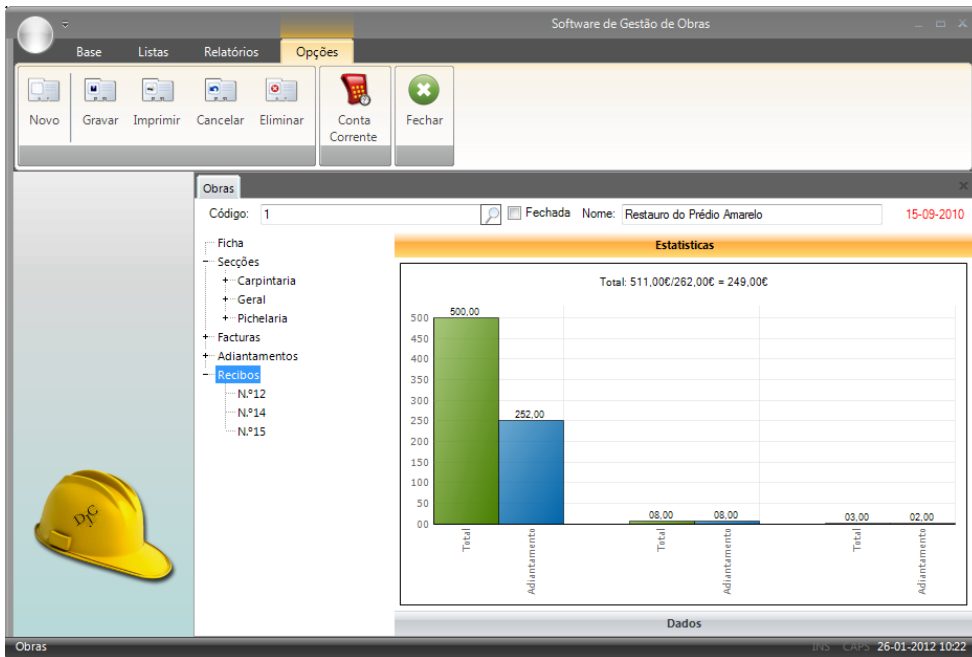 Software de Gestão de Obras
Base Listas Relatórios Opções
Novo Gravar Imprimir Cancelar Eliminar Conta Corrente Fechar
Obras
Código: 1 Fechada Nome: Restauro do Prédio Amarelo 15-09-2010
Ficha
Secções
Carpintaria
Geral
Pichelaria
Facturas
Adiantamentos
Recibos
N.º12
N.º14
N.º15
Estatisticas
Total: 511,00€/262,00€ = 249,00€
500
450
400
350
300
250
200
150
100
50
00
500,00
252,00
08,00
08,00
03,00
02,00
Total
Adiantamento
Total
Adiantamento
Total
Adiantamento
Dados
DJC
Obras INS CAPS 26-01-2012 10:22